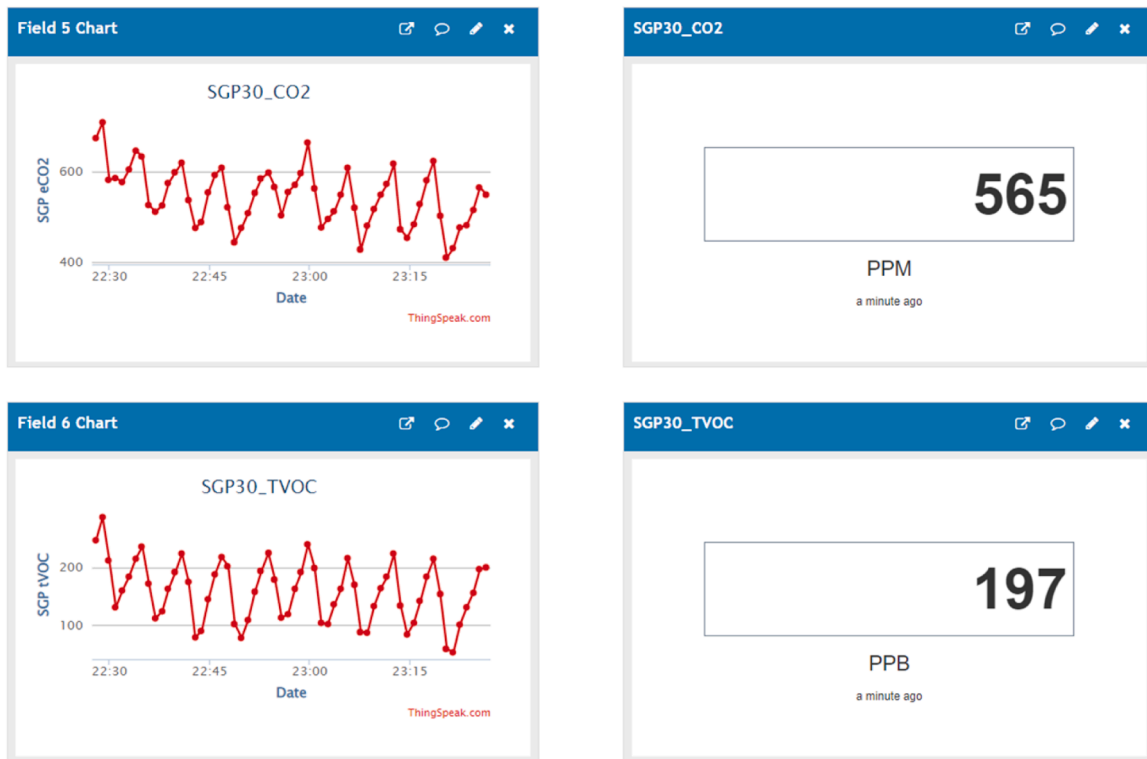 Field 5 Chart
SGP30_CO2
SGP eCO2
600
400
22:30 22:45 23:00 23:15
Date
ThingSpeak.com
SGP30_CO2
565
PPM
a minute ago
Field 6 Chart
SGP30_TVOC
SGP tVOC
200
100
22:30 22:45 23:00 23:15
Date
ThingSpeak.com
SGP30_TVOC
197
PPB
a minute ago